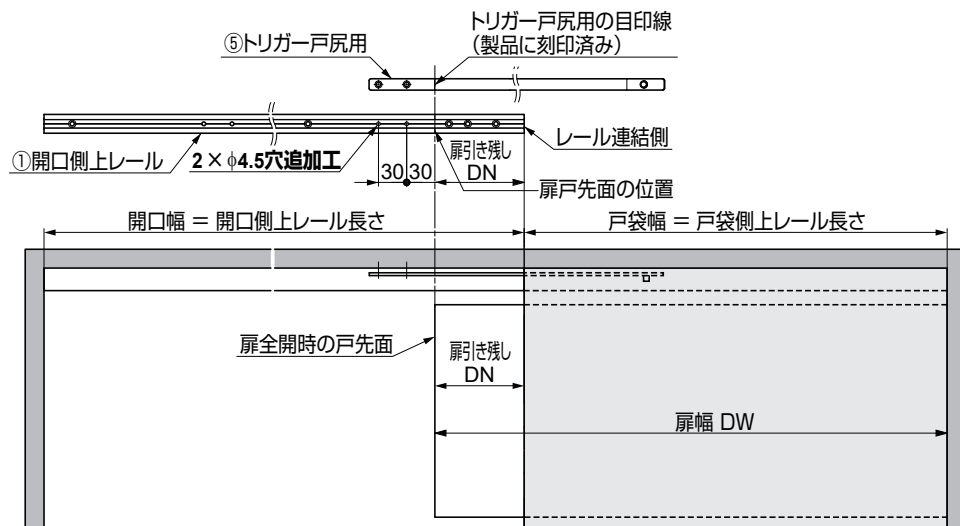 ⑤トリガー戸尻用
トリガー戸尻用の目印線
（製品に刻印済み）
①開口側上レール
2×φ4.5穴追加工
30 30
扉引き残し
DN
レール連結側
扉戸先面の位置
開口幅 = 開口側上レール長さ
戸袋幅 = 戸袋側上レール長さ
扉全開時の戸先面
扉引き残し
DN
扉幅 DW